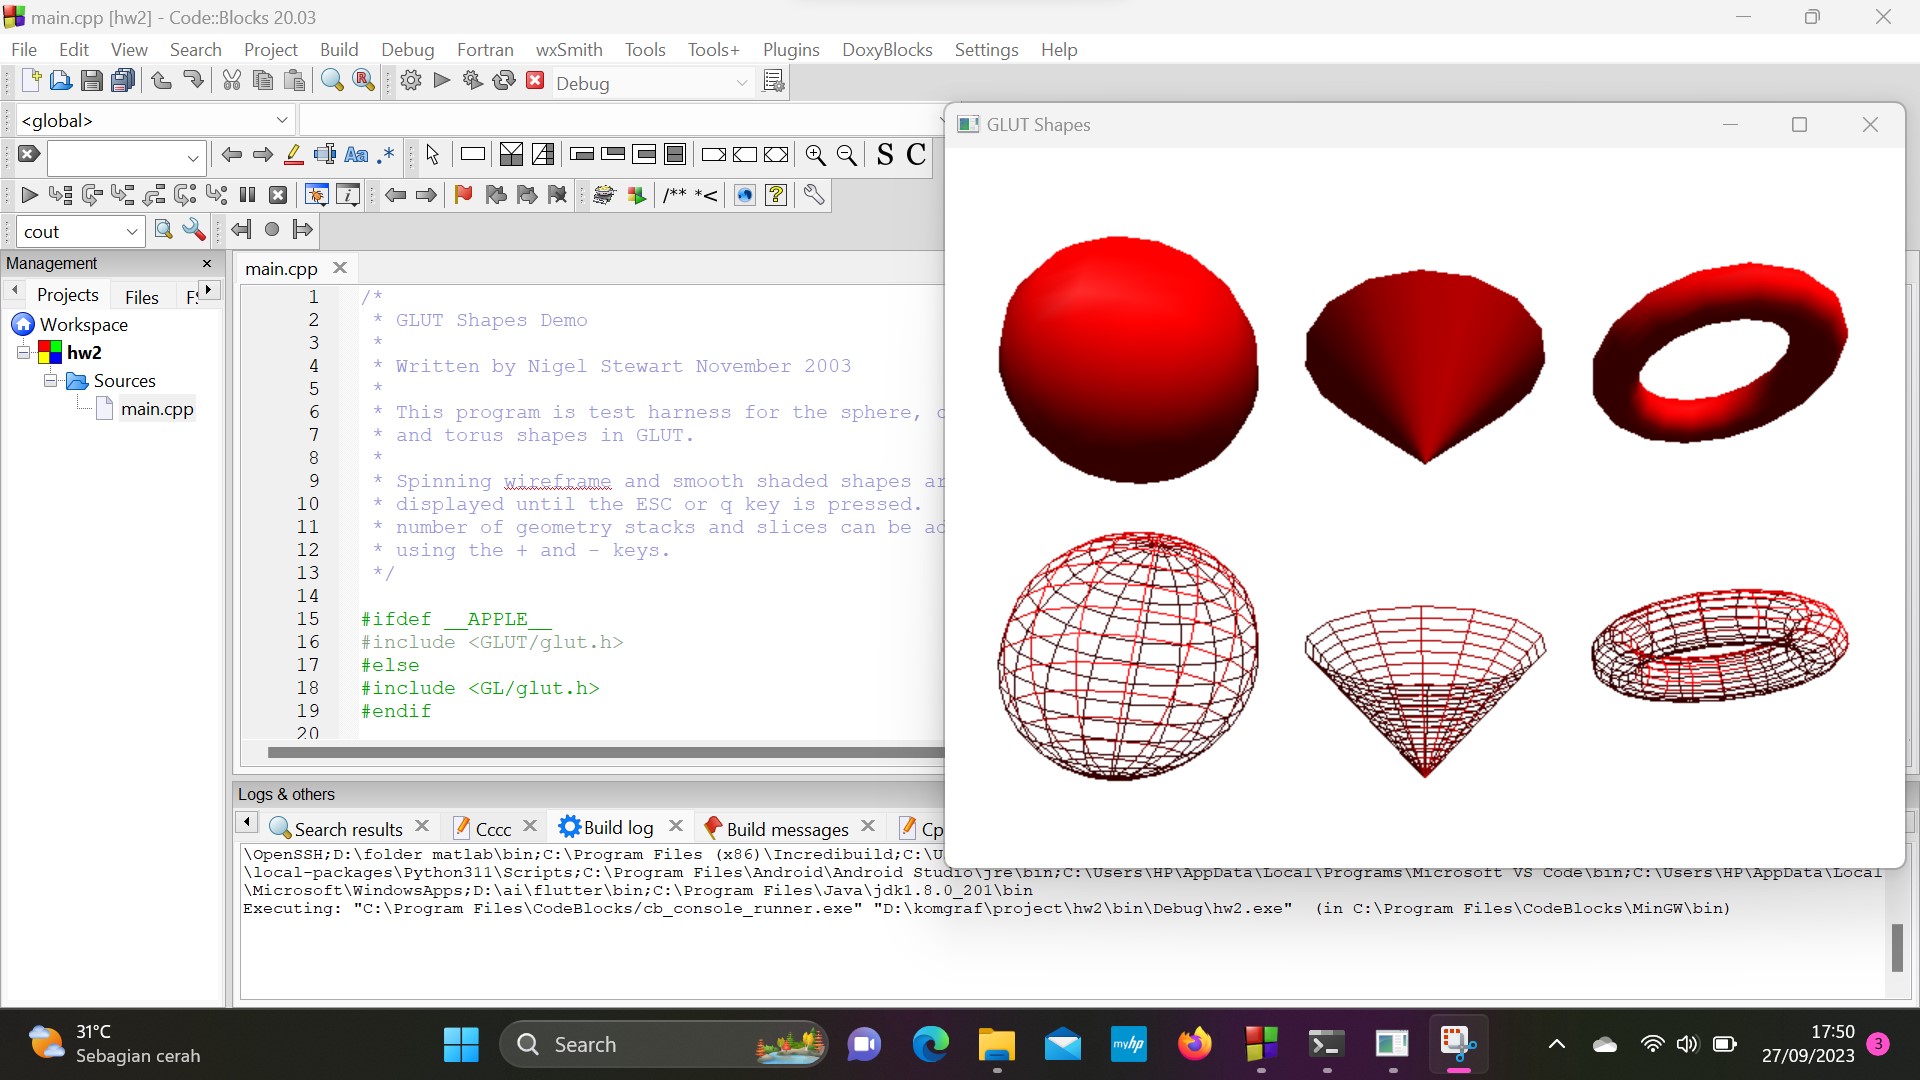 main.cpp [hw2] - Code::Blocks 20.03
File Edit View Search Project Build Debug Fortran wxSmith Tools Tools+ Plugins DoxyBlocks Settings Help
Debug
<global>
GLUT Shapes
Aa .* S C
/** *<
cout
Management
main.cpp
Projects Files
Workspace
hw2
Sources
main.cpp
1 /*
2 * GLUT Shapes Demo
3 *
4 * Written by Nigel Stewart November 2003
5 *
6 * This program is test harness for the sphere,
7 * and torus shapes in GLUT.
8 *
9 * Spinning wireframe and smooth shaded shapes
10 * displayed until the ESC or q key is pressed.
11 * number of geometry stacks and slices can be
12 * using the + and - keys.
13 */
14
15 #ifdef __APPLE__
16 #include <GLUT/glut.h>
17 #else
18 #include <GL/glut.h>
19 #endif
20
Logs & others
Search results Cccc Build log Build messages
\OpenSSH;D:\folder matlab\bin;C:\Program Files (x86)\Incredibuild;C:\U
\local-packages\Python311\Scripts;C:\Program Files\Android\Android Studio\jre\bin;C:\Users\HP\AppData\Local\Programs\Microsoft VS Code\bin;C:\Users\HP\AppData\Local
\Microsoft\WindowsApps;D:\ai\flutter\bin;C:\Program Files\Java\jdk1.8.0_201\bin
Executing: "C:\Program Files\CodeBlocks/cb_console_runner.exe" "D:\komgraf\project\hw2\bin\Debug\hw2.exe" (in C:\Program Files\CodeBlocks\MinGW\bin)
31°C
Sebagian cerah
Search
myhp
17:50
27/09/2023
3